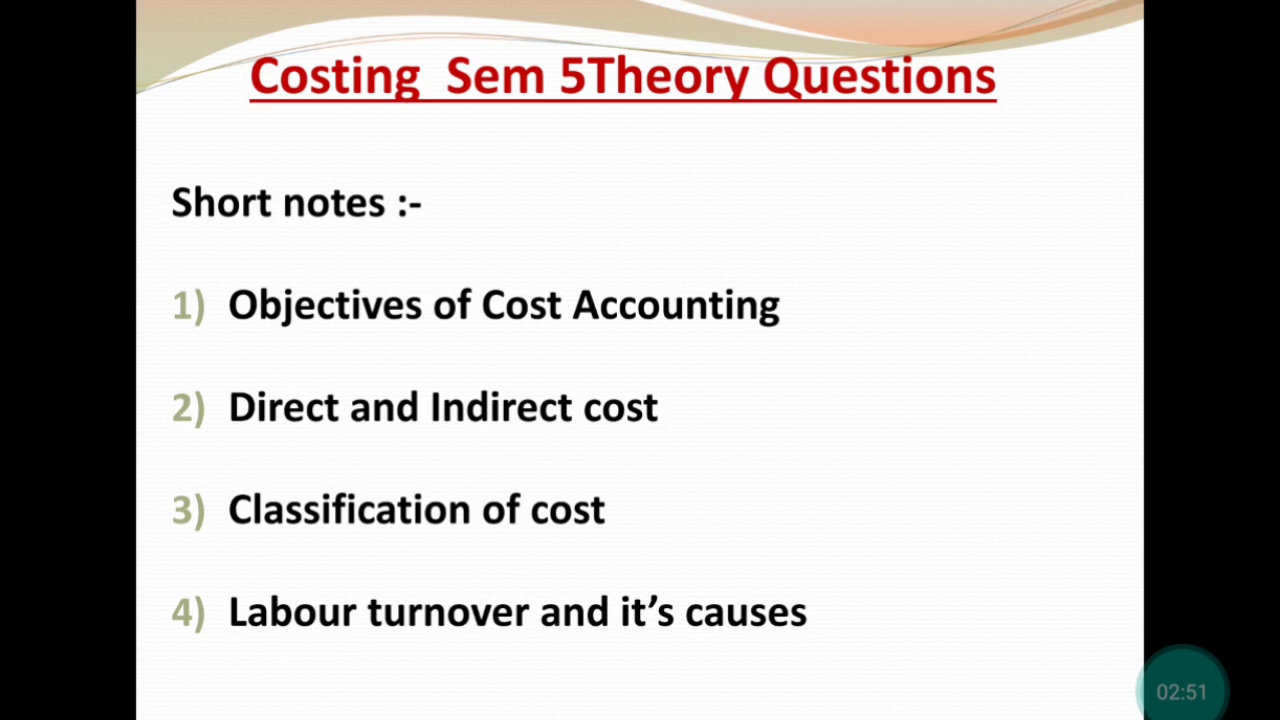 Costing  Sem 5Theory Questions
Short notes :-
1) Objectives of Cost Accounting
2) Direct and Indirect cost
3) Classification of cost
4) Labour turnover and it’s causes
02:51